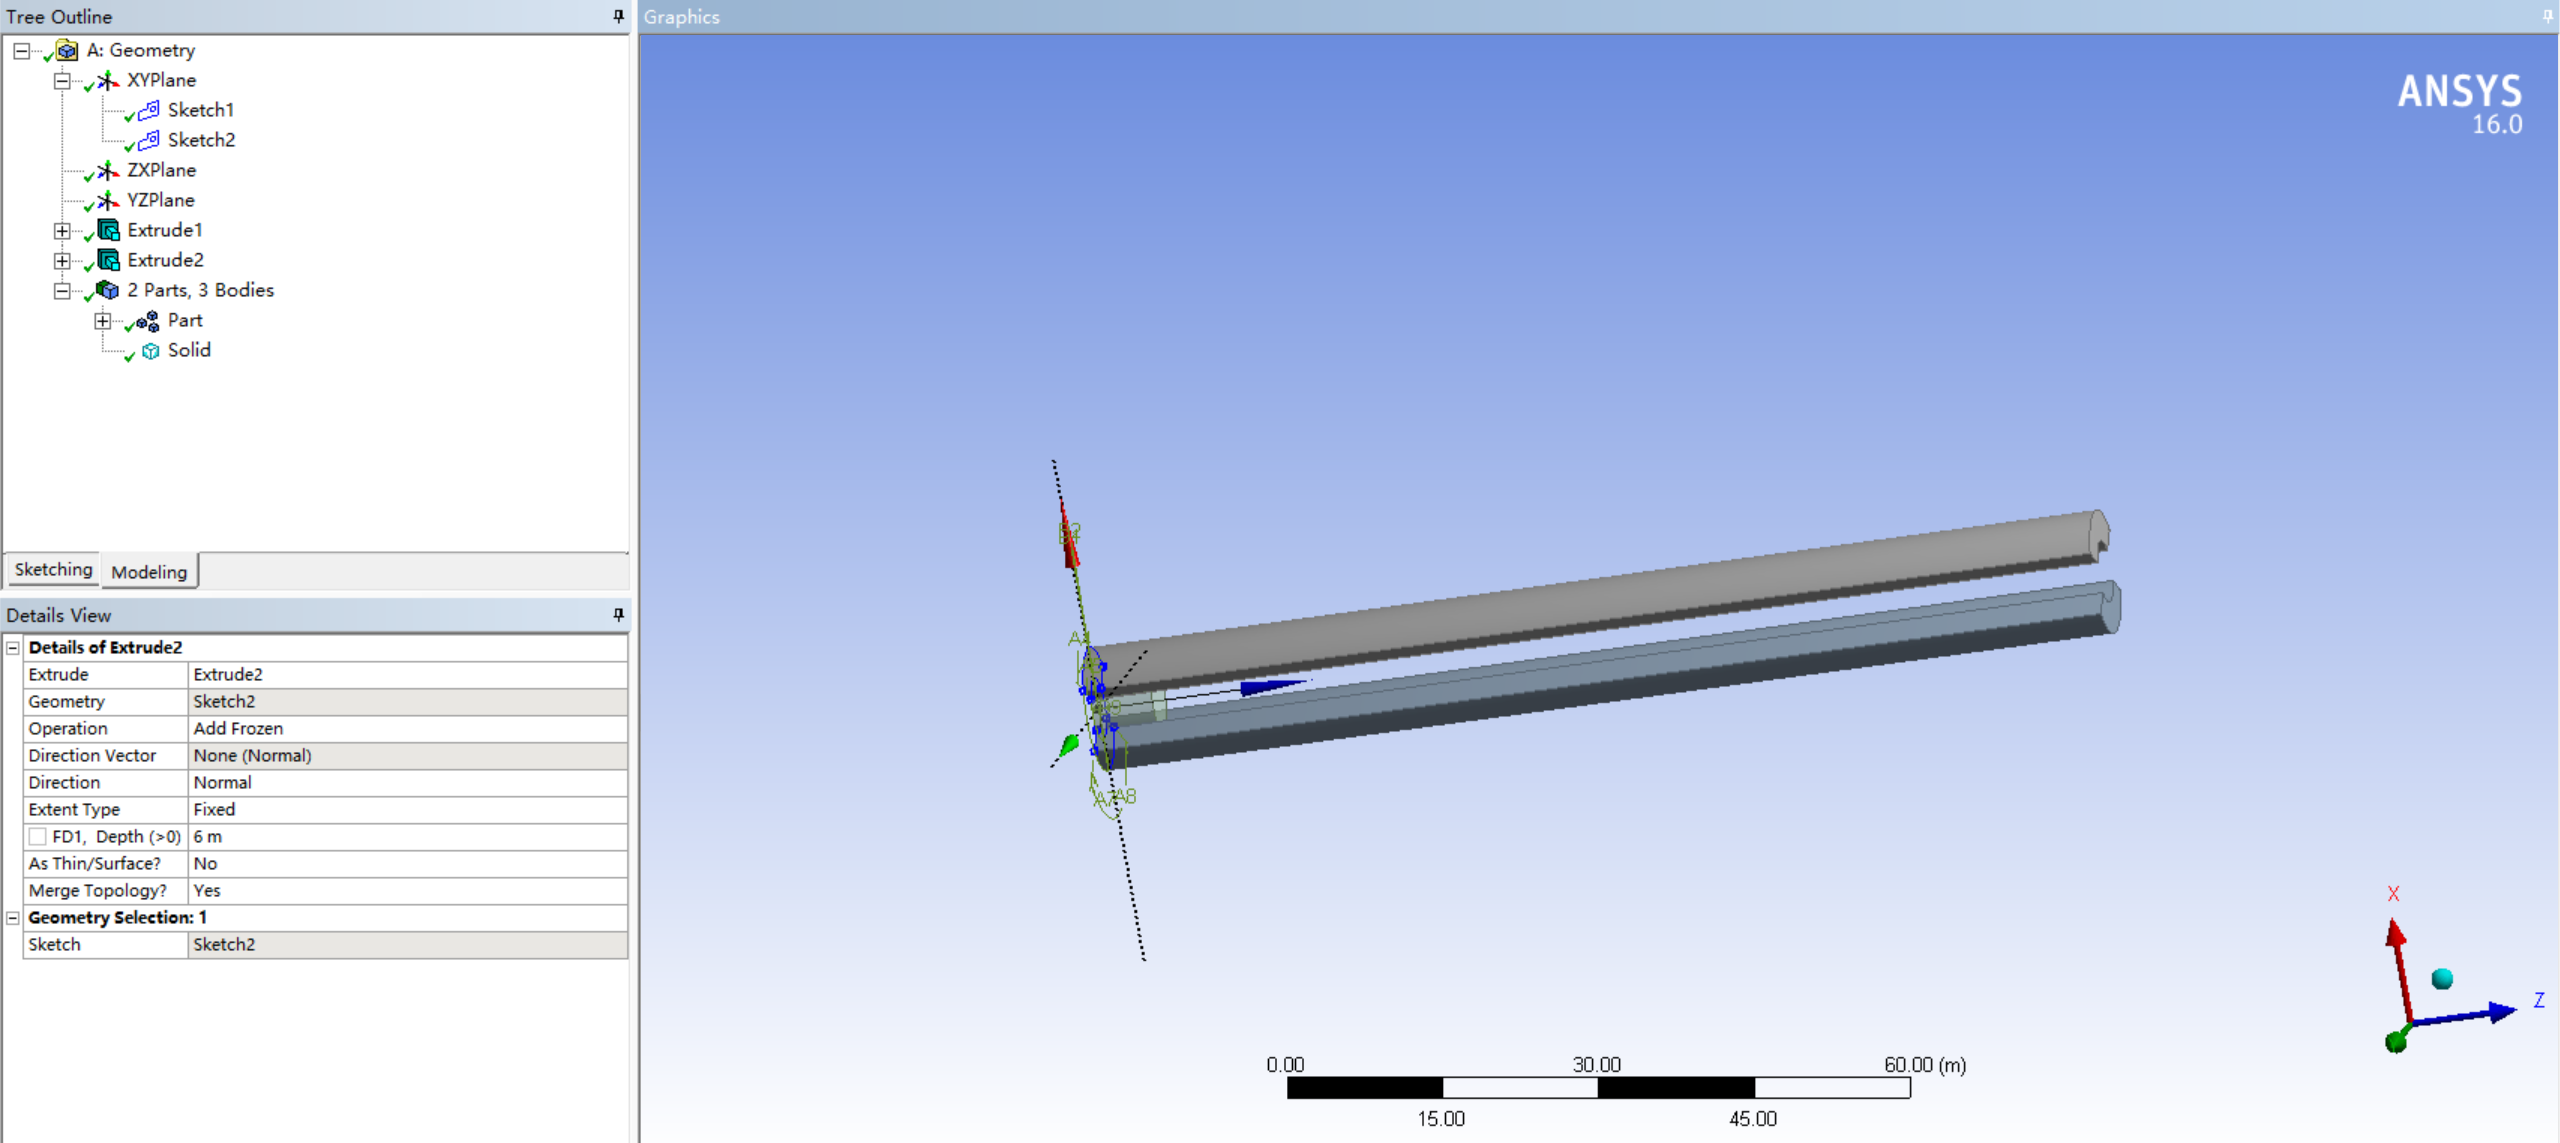 Tree Outline
A: Geometry
XYPlane
Sketch1
Sketch2
ZXPlane
YZPlane
Extrude1
Extrude2
2 Parts, 3 Bodies
Part
Solid
Sketching Modeling
Details View
Details of Extrude2
Extrude Extrude2
Geometry Sketch2
Operation Add Frozen
Direction Vector None (Normal)
Direction Normal
Extent Type Fixed
FD1, Depth (>0) 6 m
As Thin/Surface? No
Merge Topology? Yes
Geometry Selection: 1
Sketch Sketch2
Graphics
ANSYS
16.0
X
Z
0.00 30.00 60.00 (m)
15.00 45.00